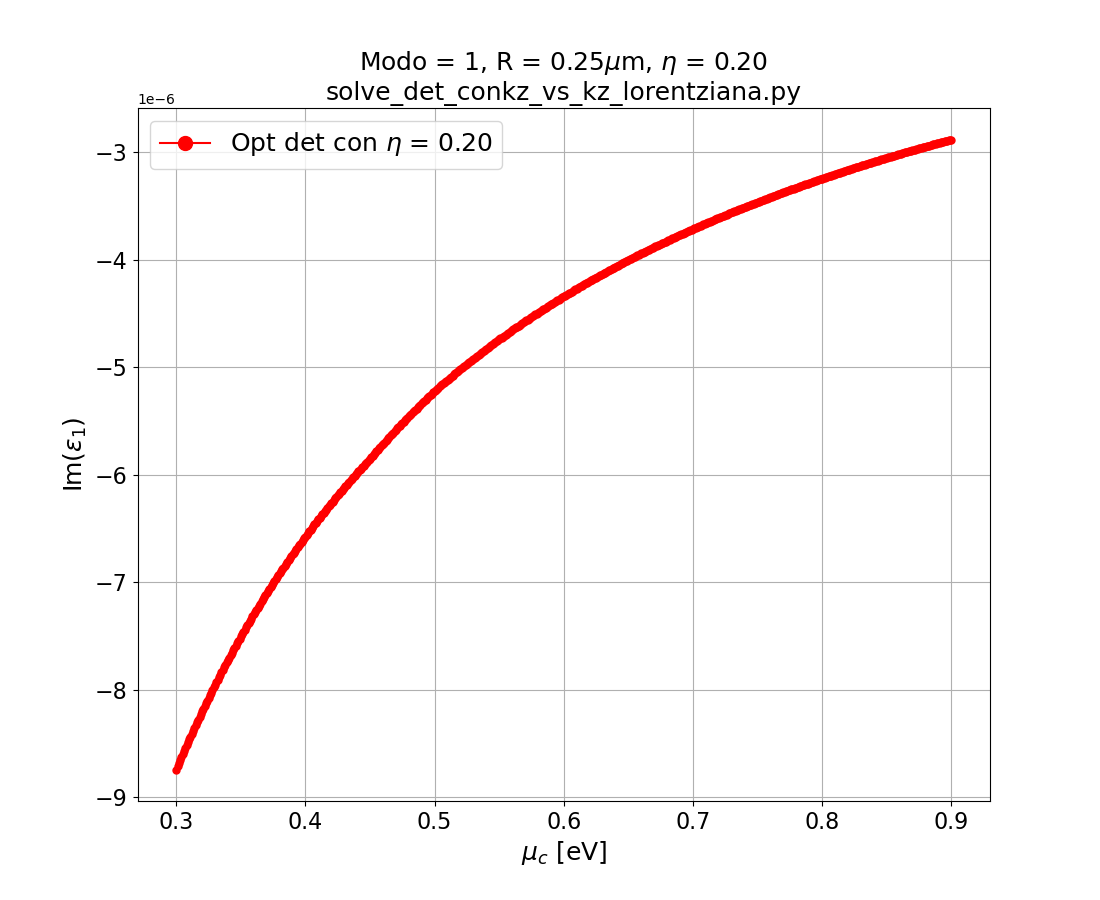 Modo = 1, R = 0.25μm, η = 0.20
solve_det_conkz_vs_kz_lorentziana.py
1e−6
Opt det con η = 0.20
−3
−4
−5
−6
−7
−8
−9
Im(ε₁)
0.3 0.4 0.5 0.6 0.7 0.8 0.9
μ_c [eV]